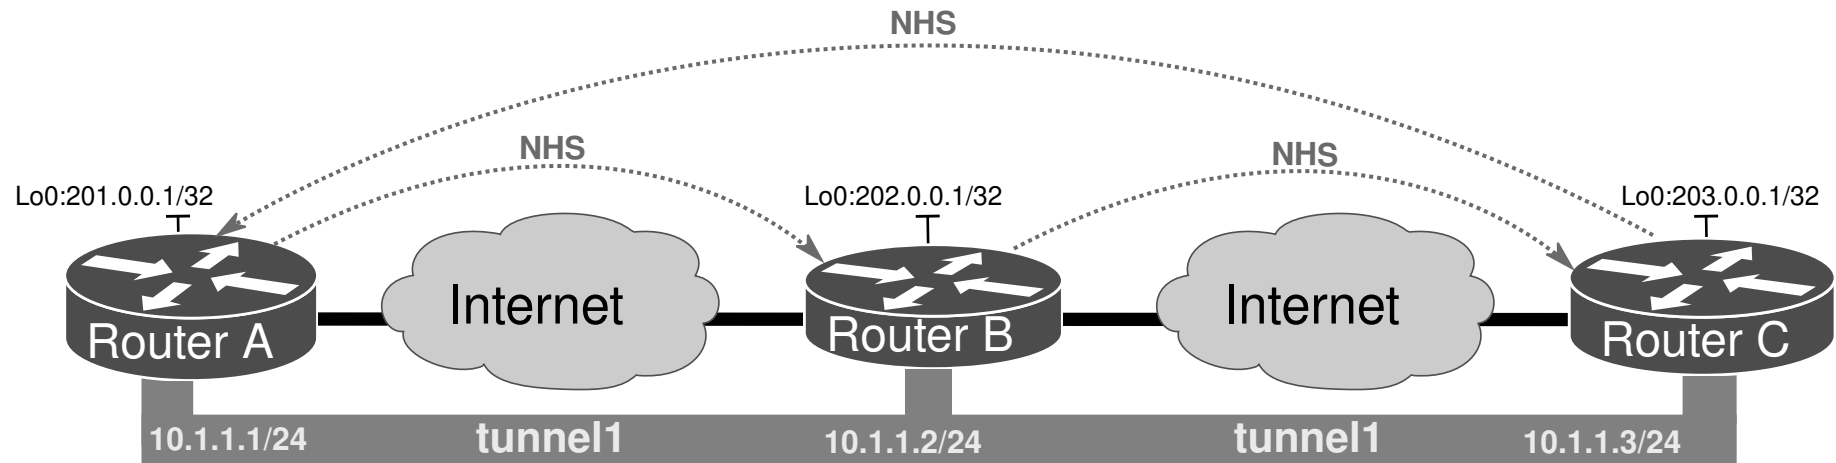 NHS
NHS
NHS
Lo0:201.0.0.1/32
Lo0:202.0.0.1/32
Lo0:203.0.0.1/32
Internet
Internet
Router A
Router B
Router C
10.1.1.1/24
tunnel1
10.1.1.2/24
tunnel1
10.1.1.3/24